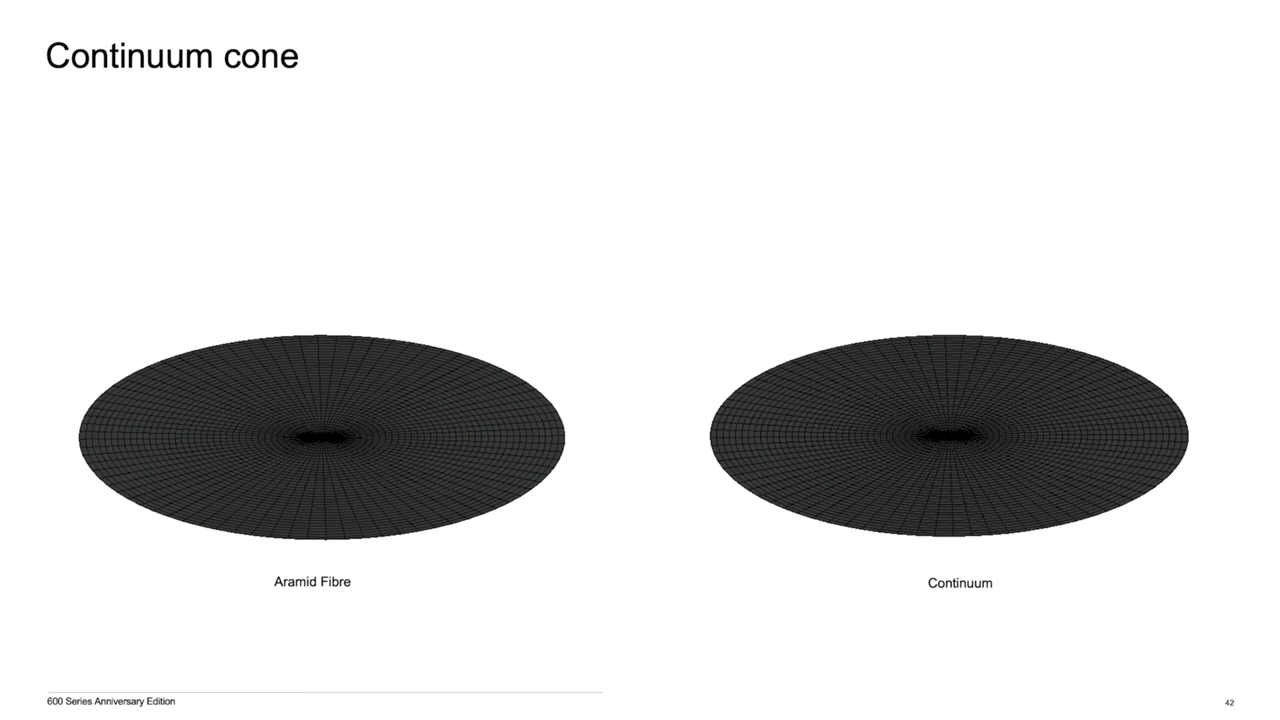 Continuum cone
Aramid Fibre
Continuum
600 Series Anniversary Edition
42